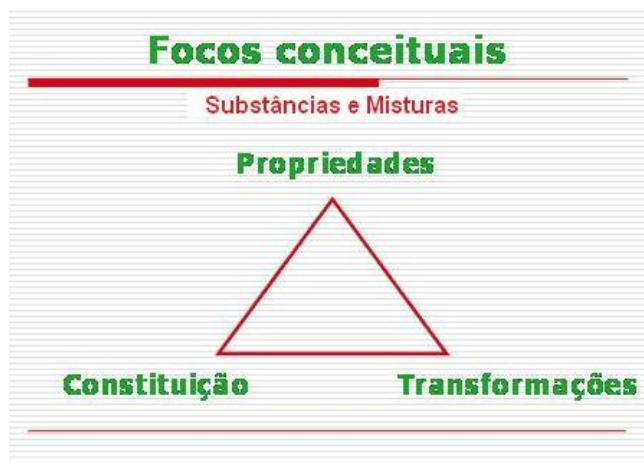 Focos conceituais
Substâncias e Misturas
Propriedades
Constituição
Transformações